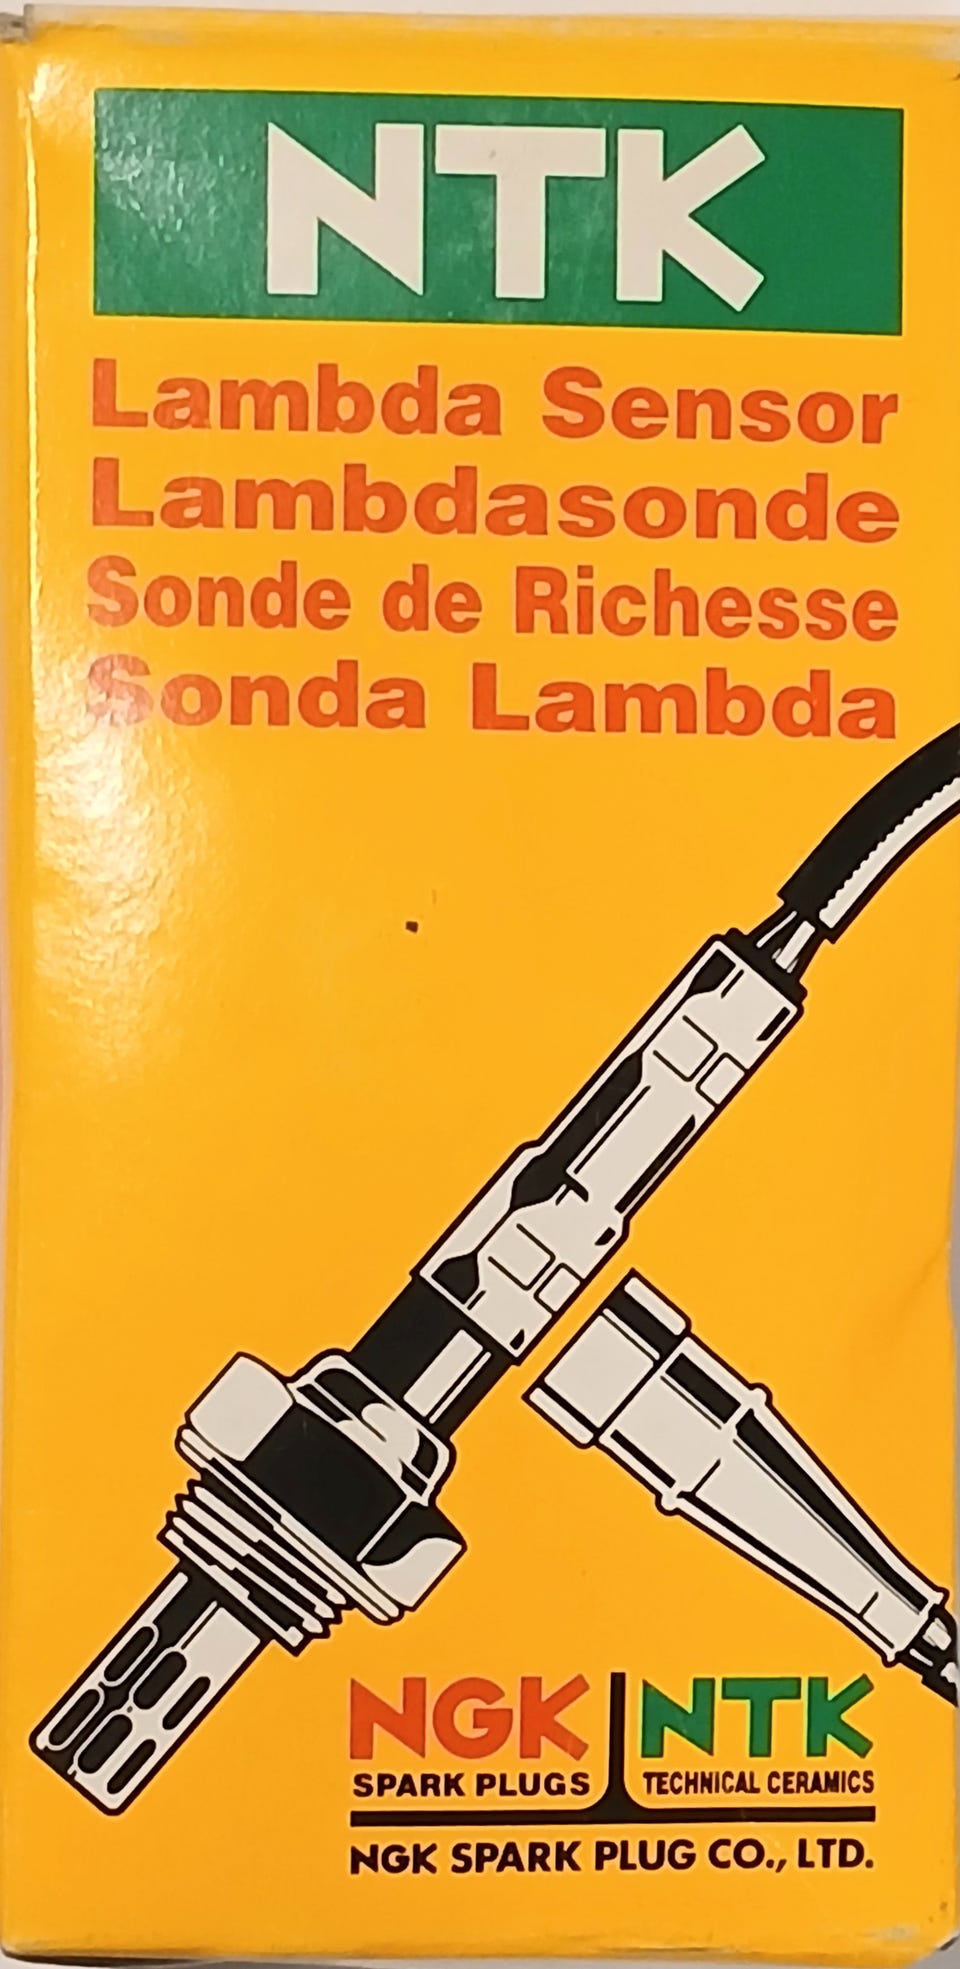 NTK
Lambda Sensor
Lambdasonde
Sonde de Richesse
Sonda Lambda
NGK NTK
SPARK PLUGS TECHNICAL CERAMICS
NGK SPARK PLUG CO., LTD.